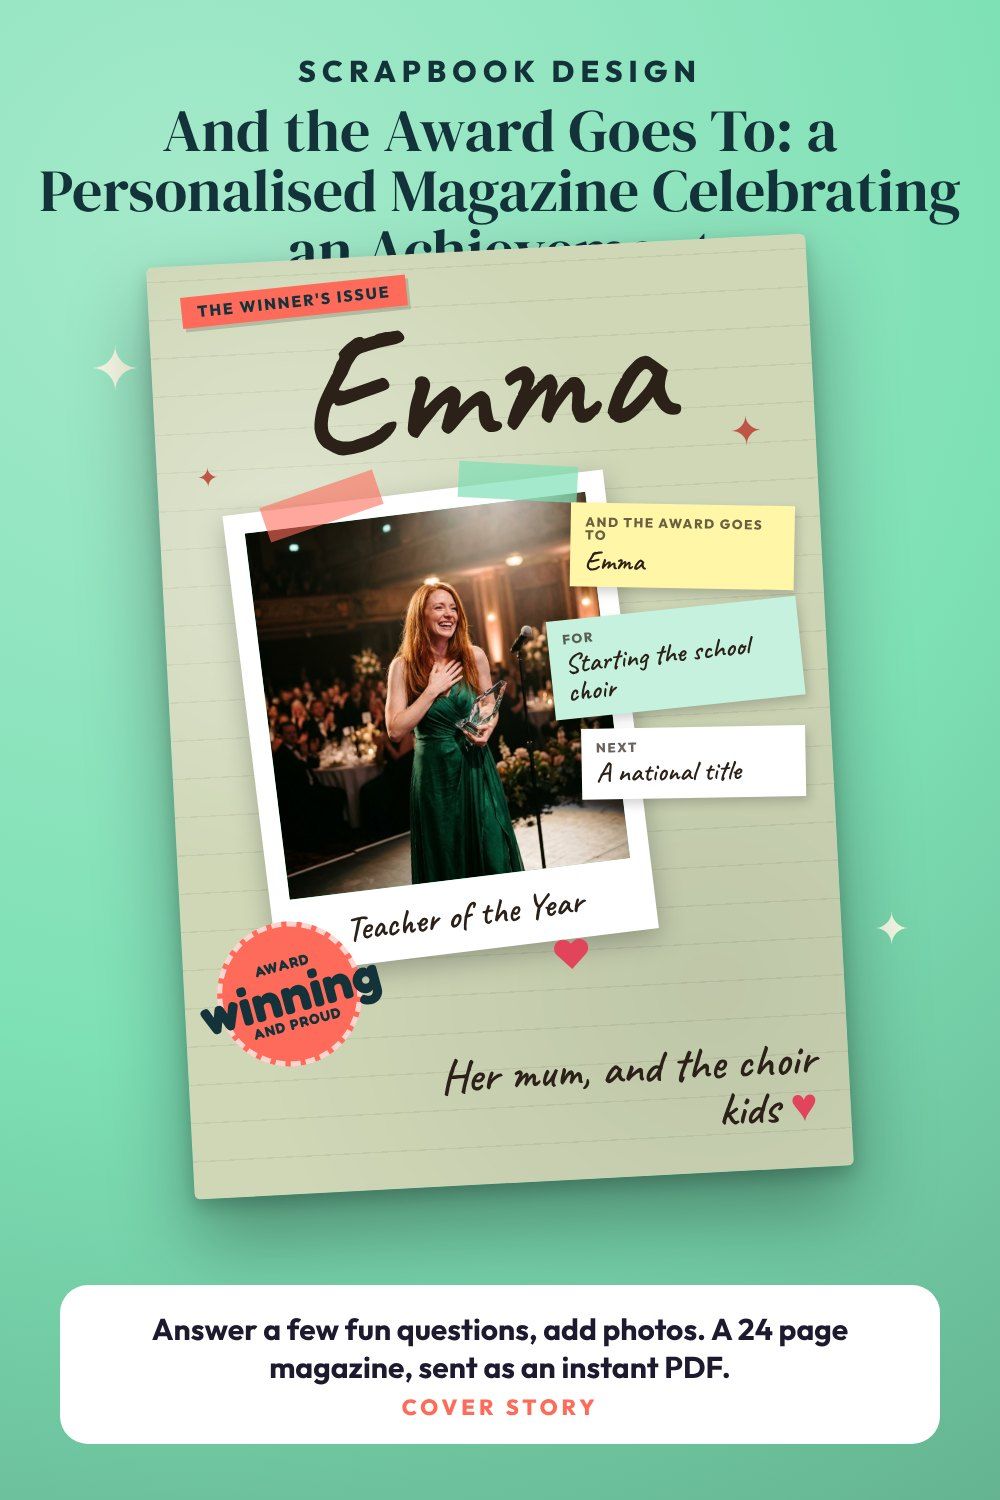 SCRAPBOOK DESIGN
And the Award Goes To: a
Personalised Magazine Celebrating
an
THE WINNER'S ISSUE
Emma
AND THE AWARD GOES
TO
Emma
FOR
Starting the school
choir
NEXT
A national title
Teacher of the Year
AWARD
winning
AND PROUD
Her mum, and the choir
kids
Answer a few fun questions, add photos. A 24 page
magazine, sent as an instant PDF.
COVER STORY